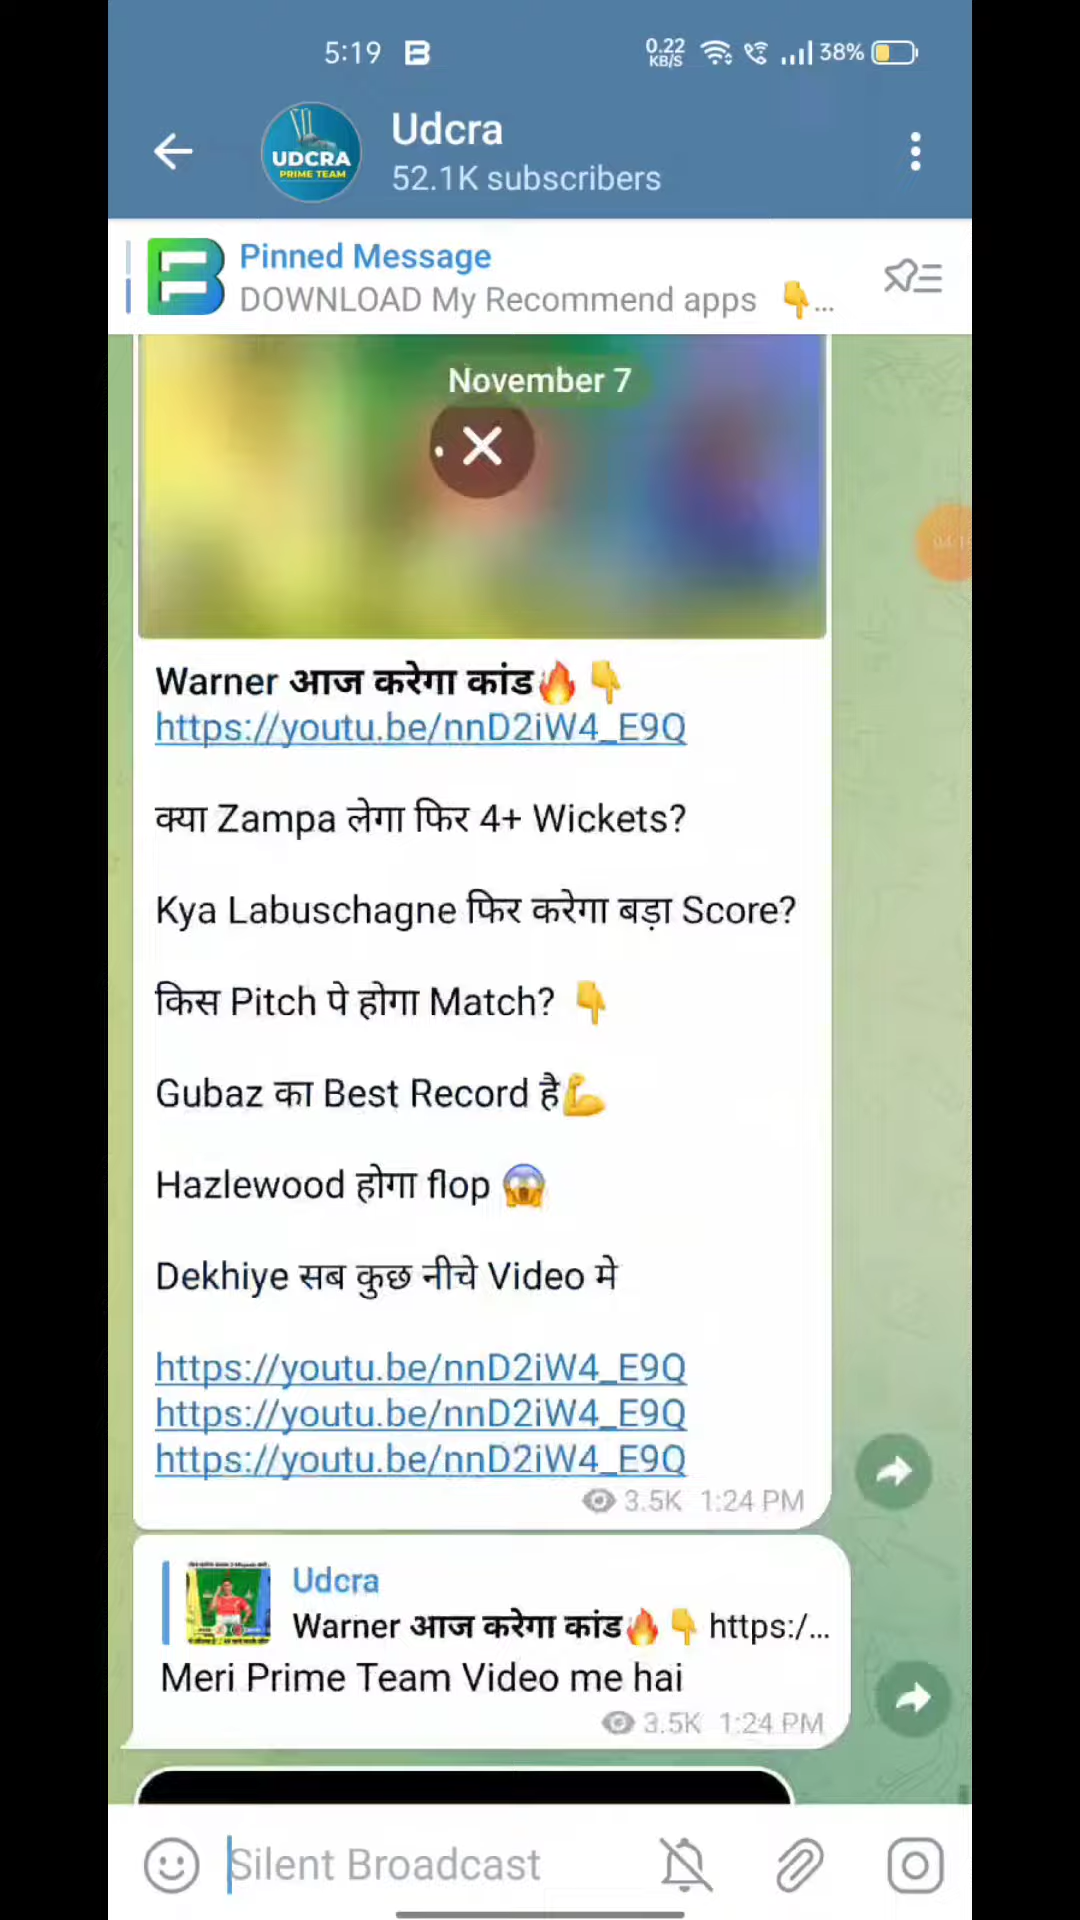 5:19
0.22
KB/S
38%
UDCRA
PRIME TEAM
Udcra
52.1K subscribers
Pinned Message
DOWNLOAD My Recommend apps 👇...
November 7
Warner आज करेगा कांड🔥👇
https://youtu.be/nnD2iW4_E9Q
क्या Zampa लेगा फिर 4+ Wickets?
Kya Labuschagne फिर करेगा बड़ा Score?
किस Pitch पे होगा Match? 👇
Gubaz का Best Record है💪
Hazlewood होगा flop 😱
Dekhiye सब कुछ नीचे Video मे
https://youtu.be/nnD2iW4_E9Q
https://youtu.be/nnD2iW4_E9Q
https://youtu.be/nnD2iW4_E9Q
3.5K 1:24 PM
Udcra
Warner आज करेगा कांड🔥👇 https:/...
Meri Prime Team Video me hai
3.5K 1:24 PM
Silent Broadcast